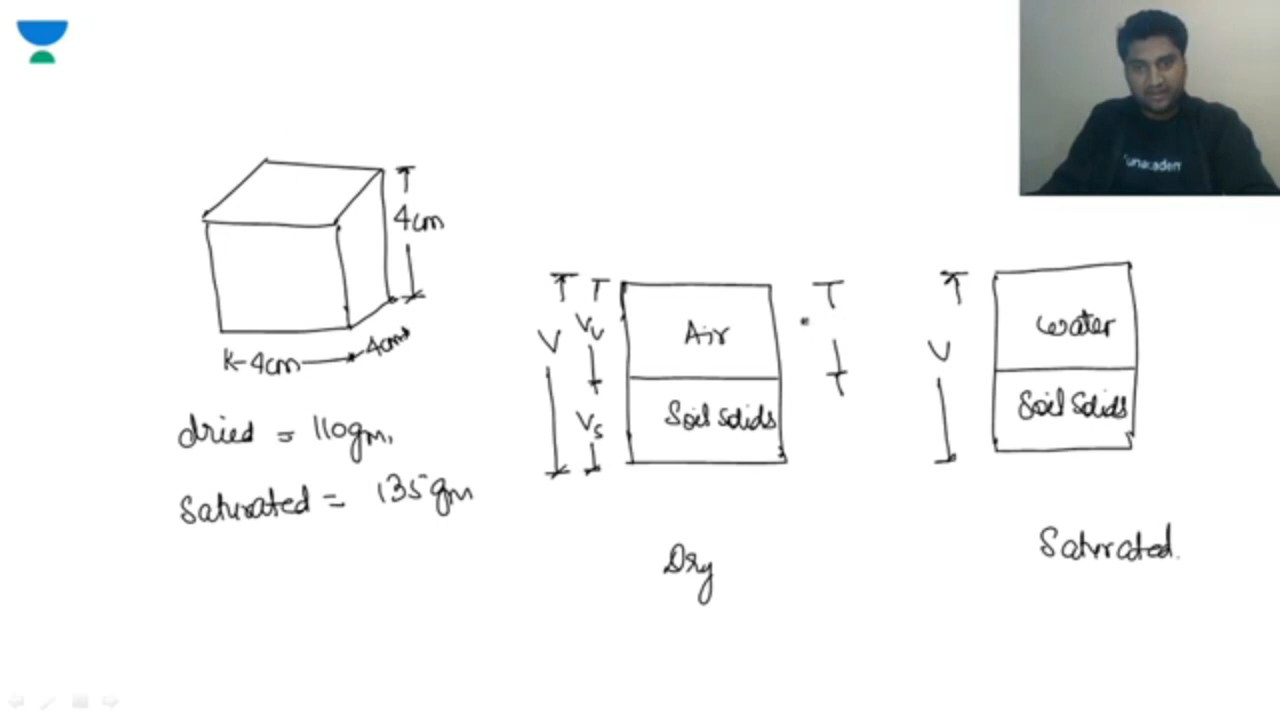 unacadem
4cm
4cm
4cm
dried = 110gm,
Saturated = 135gm
V
Vv
Vs
Air
Soil Solids
Dry
V
water
Soil Solids
Saturated.